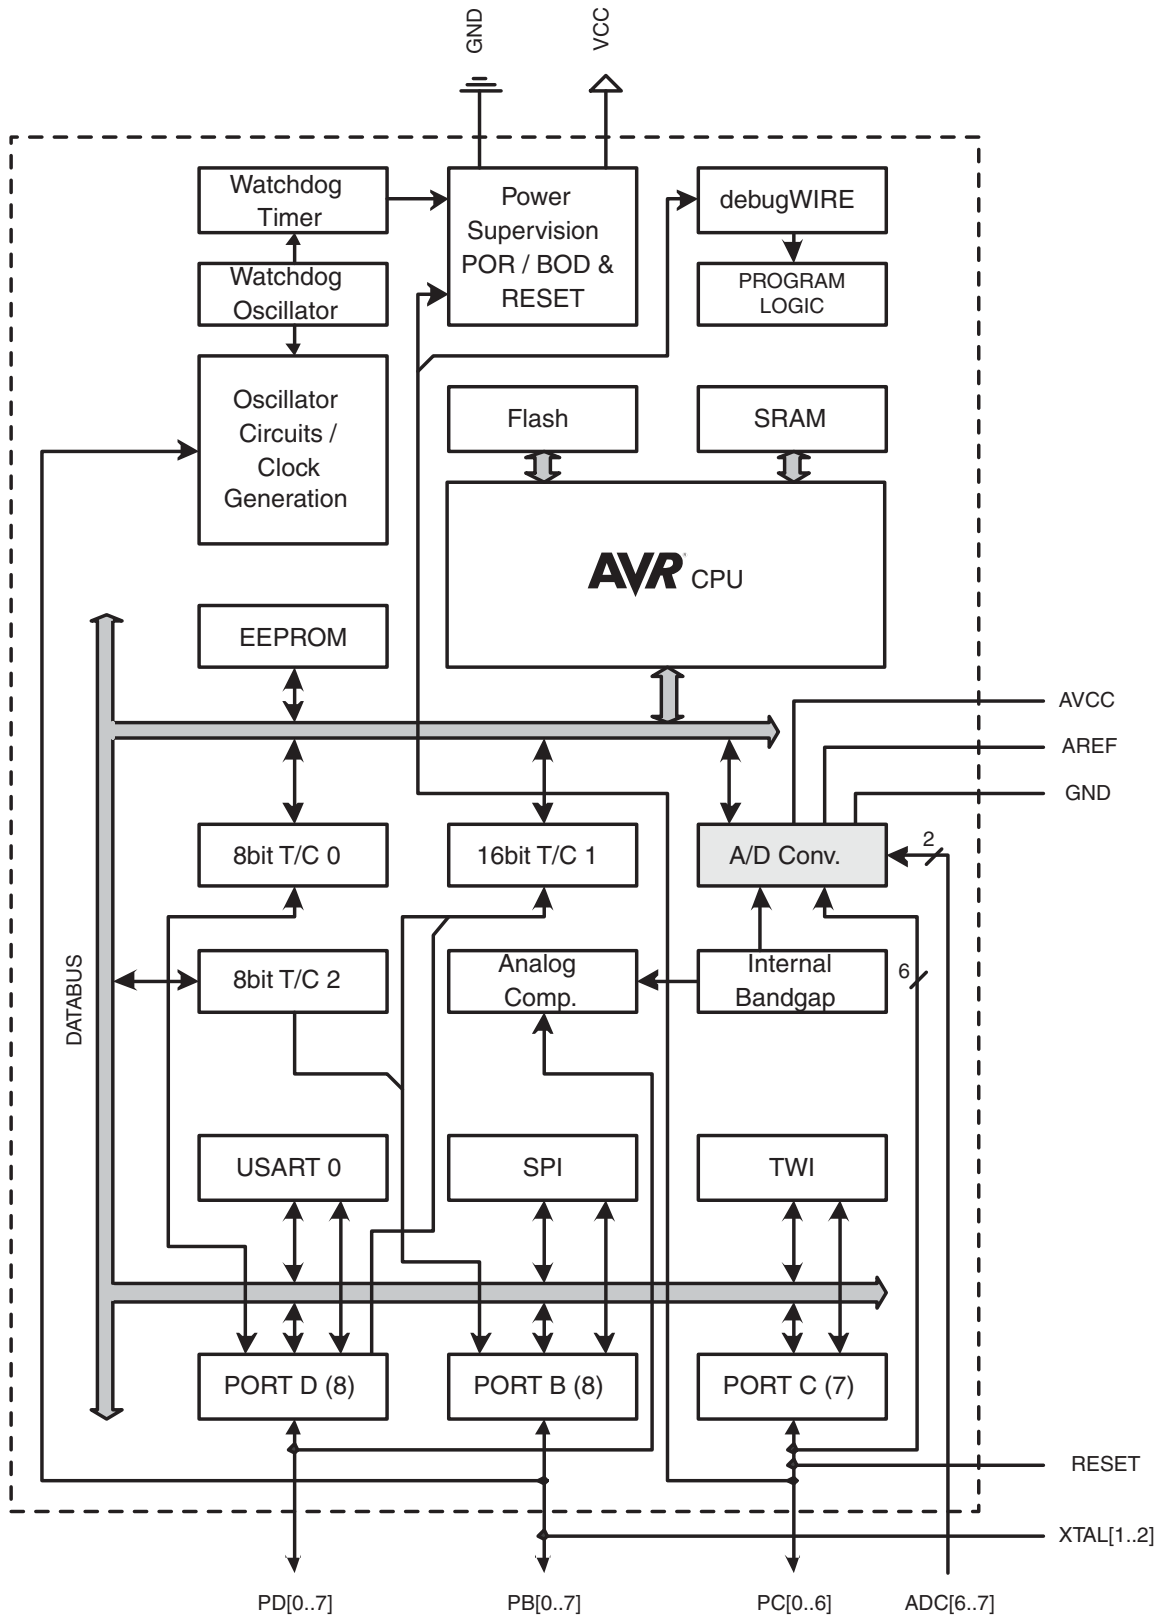 GND
VCC
Watchdog
Timer
Power
Supervision
POR / BOD &
RESET
debugWIRE
Watchdog
Oscillator
PROGRAM
LOGIC
Oscillator
Circuits /
Clock
Generation
Flash
SRAM
AVR® CPU
EEPROM
AVCC
AREF
GND
8bit T/C 0
16bit T/C 1
A/D Conv.
2
DATABUS
8bit T/C 2
Analog
Comp.
Internal
Bandgap
6
USART 0
SPI
TWI
PORT D (8)
PORT B (8)
PORT C (7)
RESET
XTAL[1..2]
PD[0..7]
PB[0..7]
PC[0..6]
ADC[6..7]